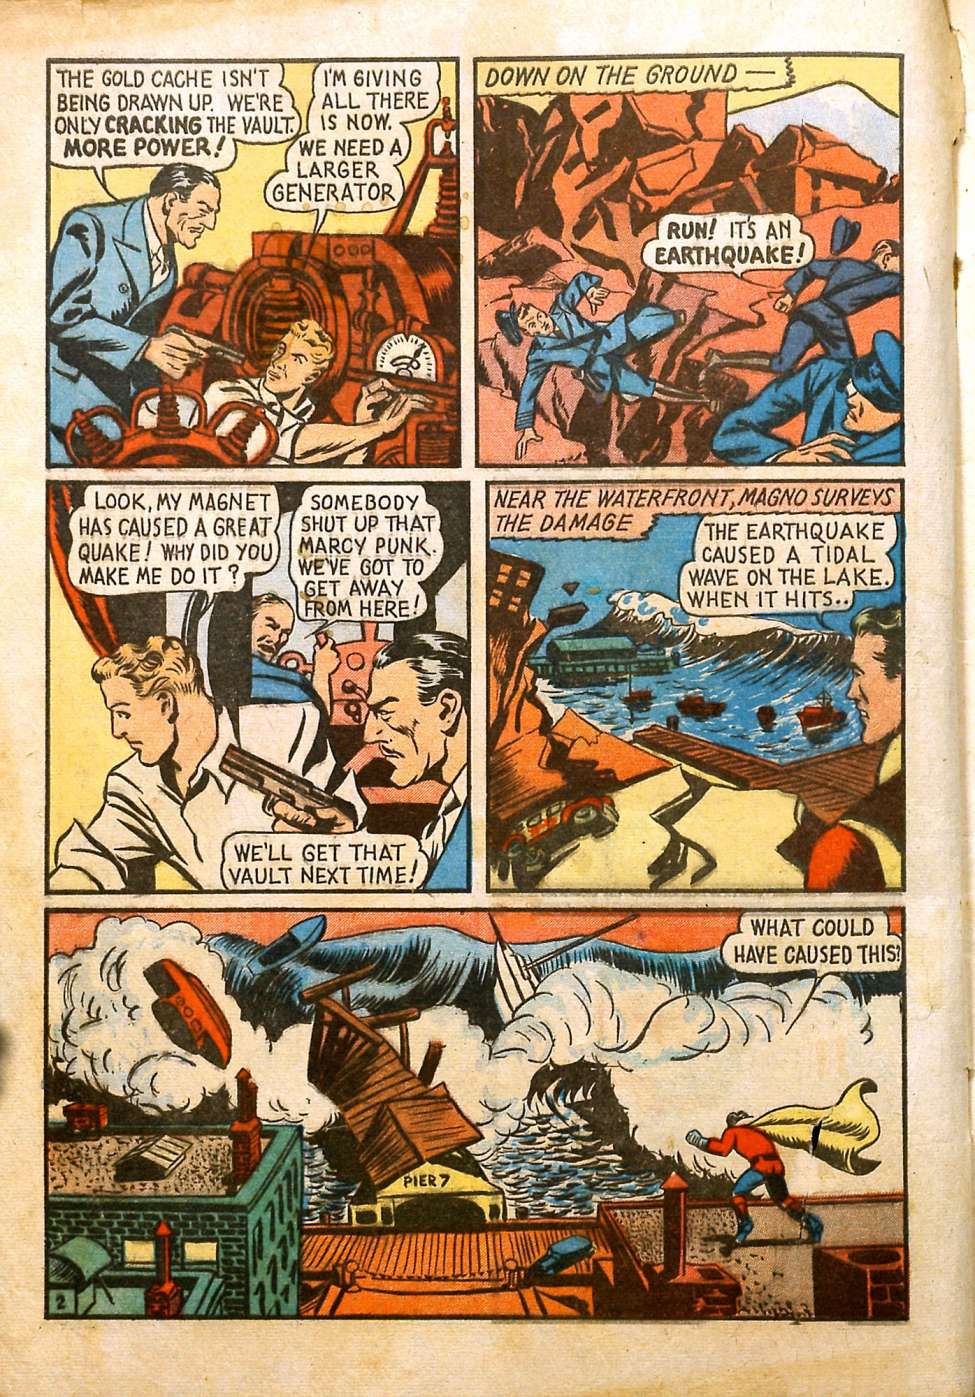 THE GOLD CACHE ISN'T
BEING DRAWN UP. WE'RE
ONLY CRACKING THE VAULT.
MORE POWER!
I'M GIVING
ALL THERE
IS NOW.
WE NEED A
LARGER
GENERATOR
DOWN ON THE GROUND —
RUN! IT'S AN
EARTHQUAKE!
LOOK, MY MAGNET
HAS CAUSED A GREAT
QUAKE! WHY DID YOU
MAKE ME DO IT?
SOMEBODY
SHUT UP THAT
MARCY PUNK.
WE'VE GOT TO
GET AWAY
FROM HERE!
WE'LL GET THAT
VAULT NEXT TIME!
NEAR THE WATERFRONT, MAGNO SURVEYS
THE DAMAGE
THE EARTHQUAKE
CAUSED A TIDAL
WAVE ON THE LAKE.
WHEN IT HITS..
WHAT COULD
HAVE CAUSED THIS?
PIER 7
2